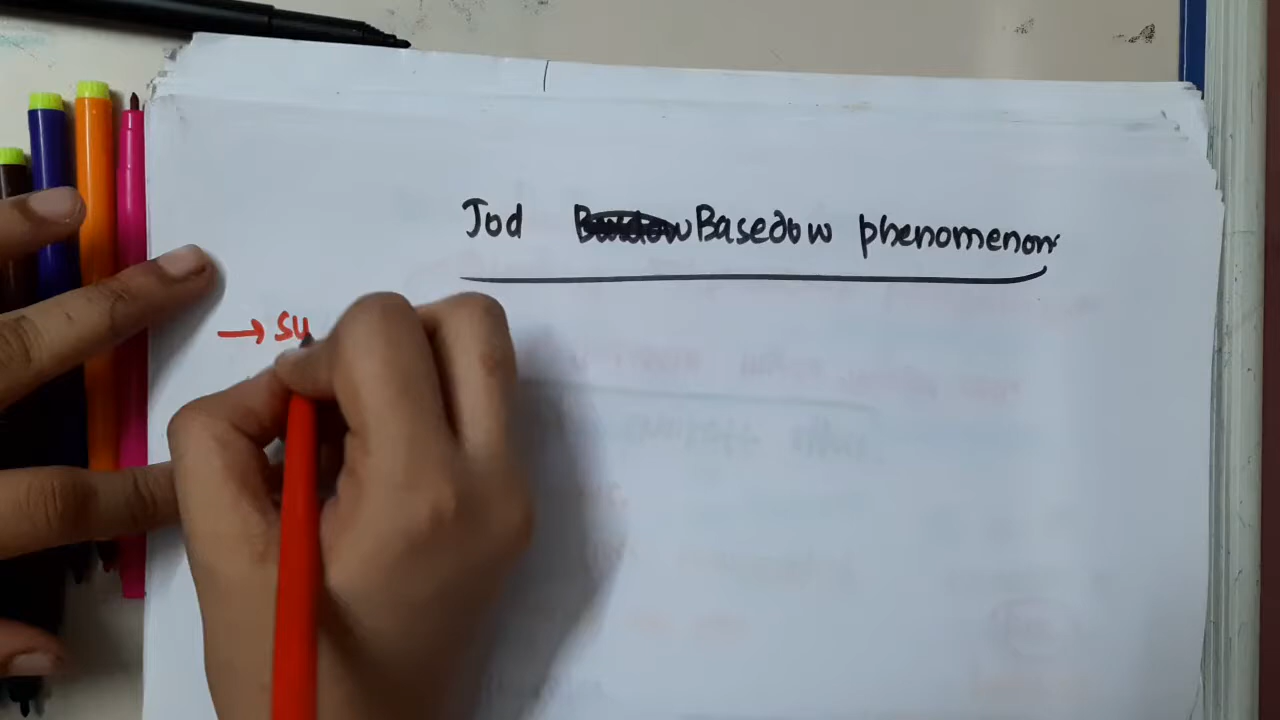 Jod Basedow phenomenon
→ su